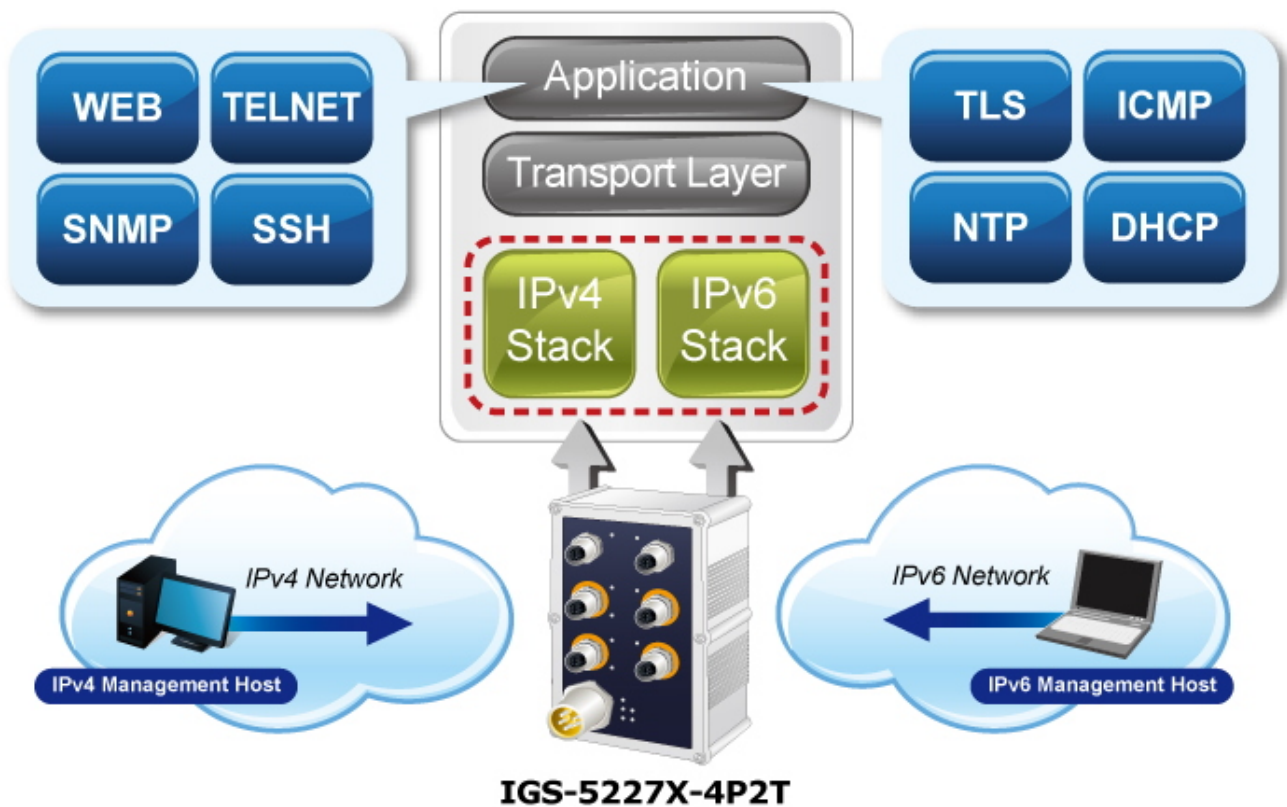 WEB
TELNET
SNMP
SSH
Application
Transport Layer
IPv4
Stack
IPv6
Stack
TLS
ICMP
NTP
DHCP
IPv4 Network
IPv4 Management Host
IPv6 Network
IPv6 Management Host
IGS-5227X-4P2T